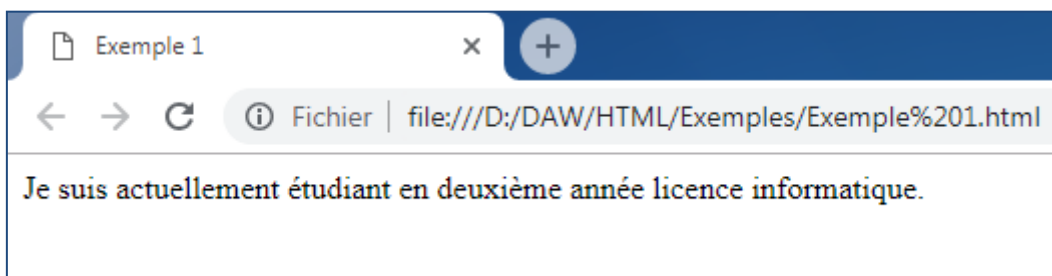 Exemple 1
Fichier | file:///D:/DAW/HTML/Exemples/Exemple%201.html
Je suis actuellement étudiant en deuxième année licence informatique.